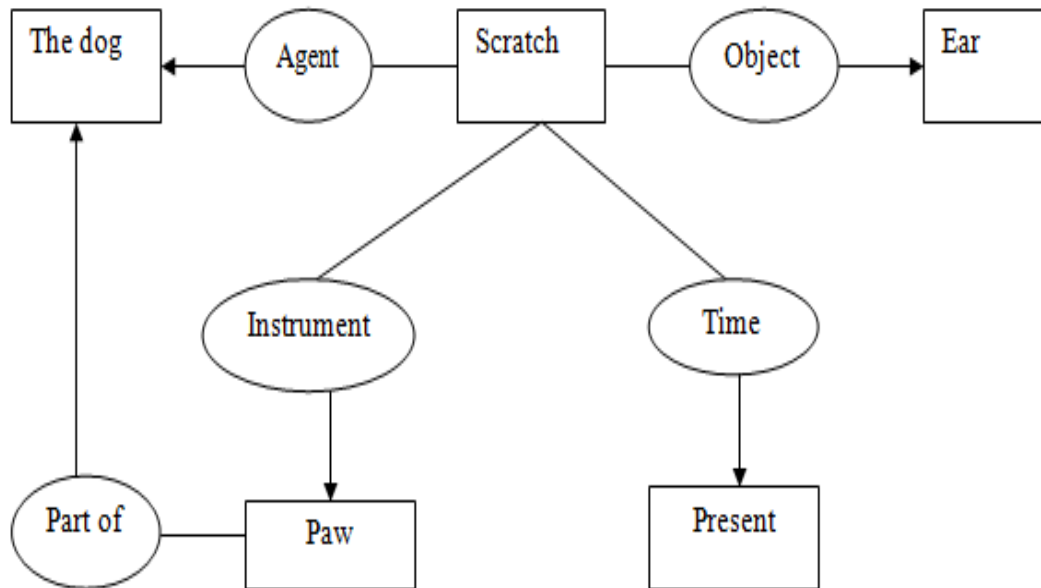 The dog
Agent
Scratch
Object
Ear
Instrument
Time
Part of
Paw
Present